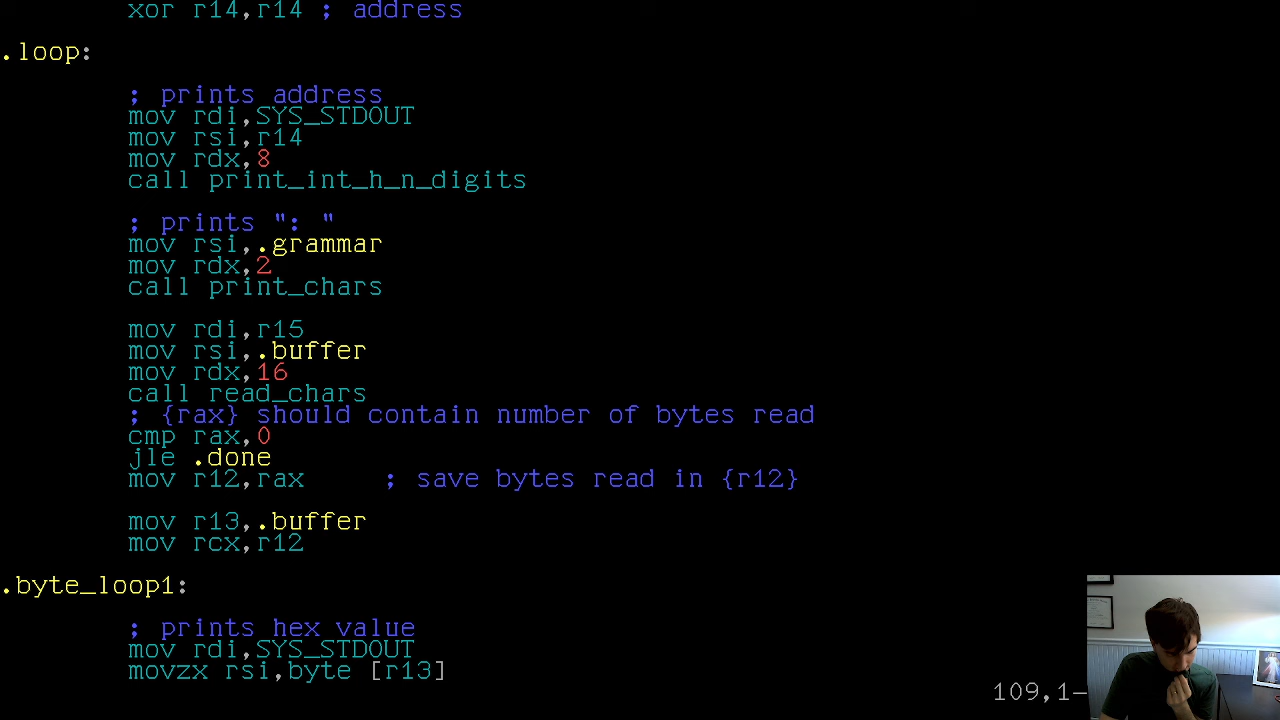 xor r14,r14 ; address
.loop:
; prints address
mov rdi,SYS_STDOUT
mov rsi,r14
mov rdx,8
call print_int_h_n_digits
; prints ": "
mov rsi,.grammar
mov rdx,2
call print_chars
mov rdi,r15
mov rsi,.buffer
mov rdx,16
call read_chars
; {rax} should contain number of bytes read
cmp rax,0
jle .done
mov r12,rax ; save bytes read in {r12}
mov r13,.buffer
mov rcx,r12
.byte_loop1:
; prints hex value
mov rdi,SYS_STDOUT
movzx rsi,byte [r13]
109,1-